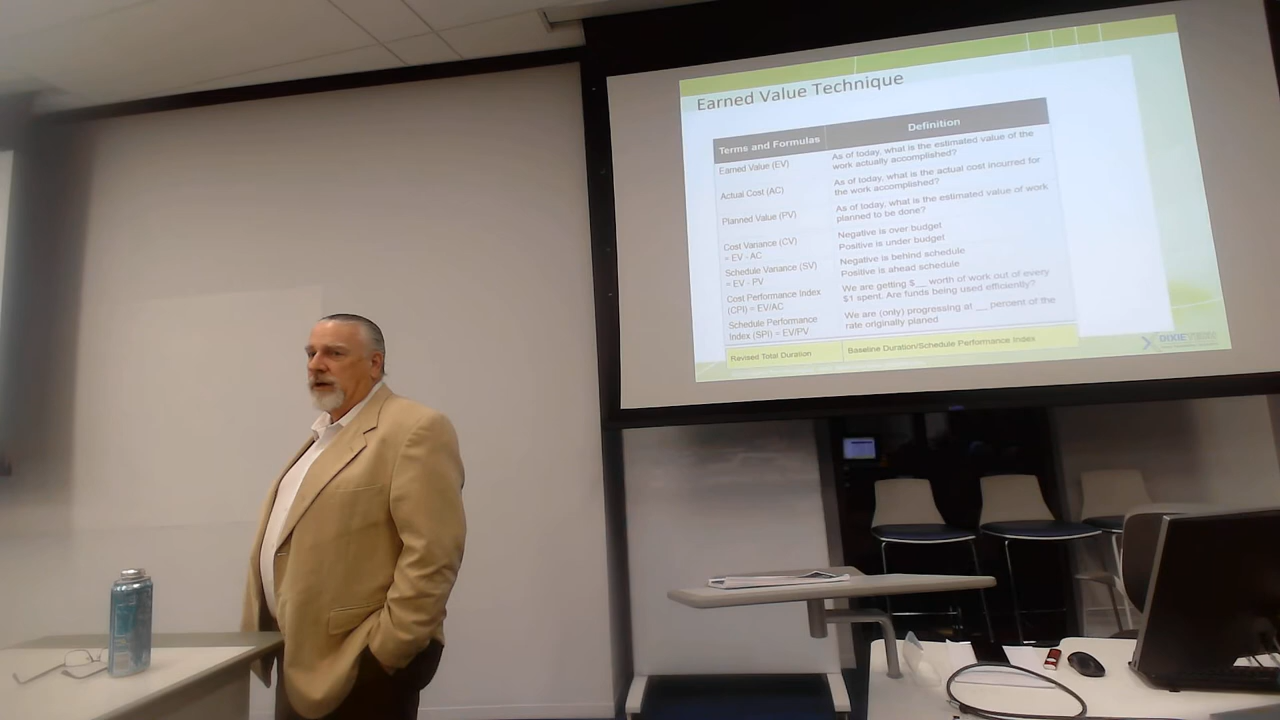 Earned Value Technique
Terms and Formulas
Definition
Earned Value (EV)
As of today, what is the estimated value of the
work actually accomplished?
Actual Cost (AC)
As of today, what is the actual cost incurred for
the work accomplished?
Planned Value (PV)
As of today, what is the estimated value of work
planned to be done?
Cost Variance (CV)
= EV - AC
Negative is over budget
Positive is under budget
Schedule Variance (SV)
= EV - PV
Negative is behind schedule
Positive is ahead schedule
Cost Performance Index
(CPI) = EV/AC
We are getting $__ worth of work out of every
$1 spent. Are funds being used efficiently?
Schedule Performance
Index (SPI) = EV/PV
We are (only) progressing at __ percent of the
rate originally planed
Revised Total Duration
Baseline Duration/Schedule Performance Index
DIXIE